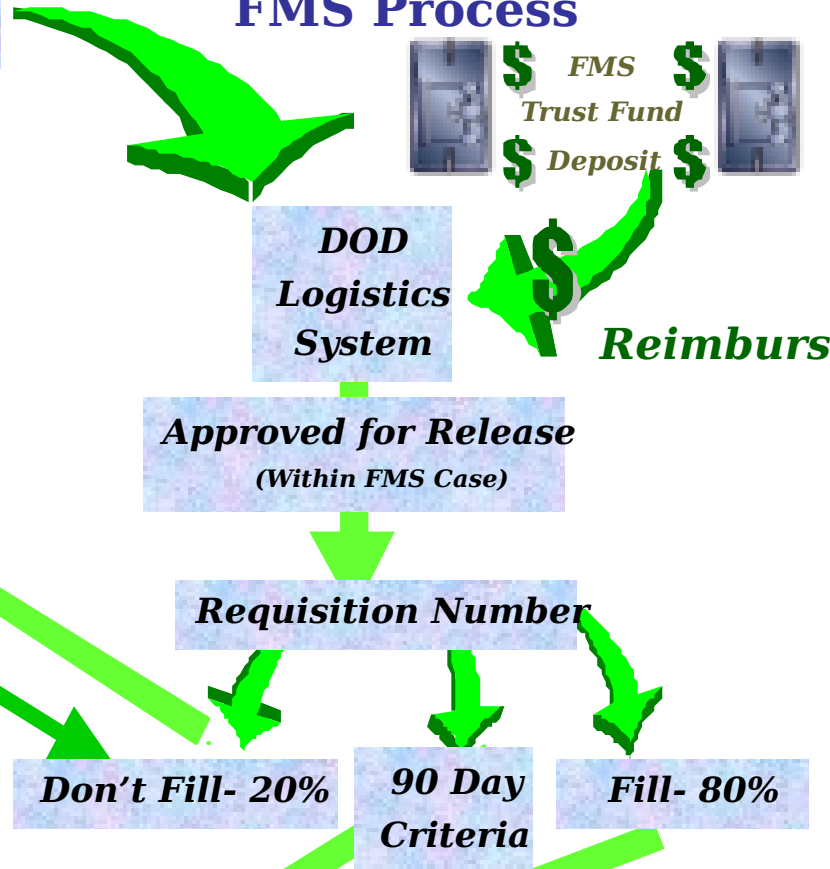 FMS Process
$ FMS $
Trust Fund
$ Deposit $
$
DOD
Logistics
System
Reimburs
Approved for Release
(Within FMS Case)
Requisition Number
Don’t Fill- 20%
90 Day
Criteria
Fill- 80%